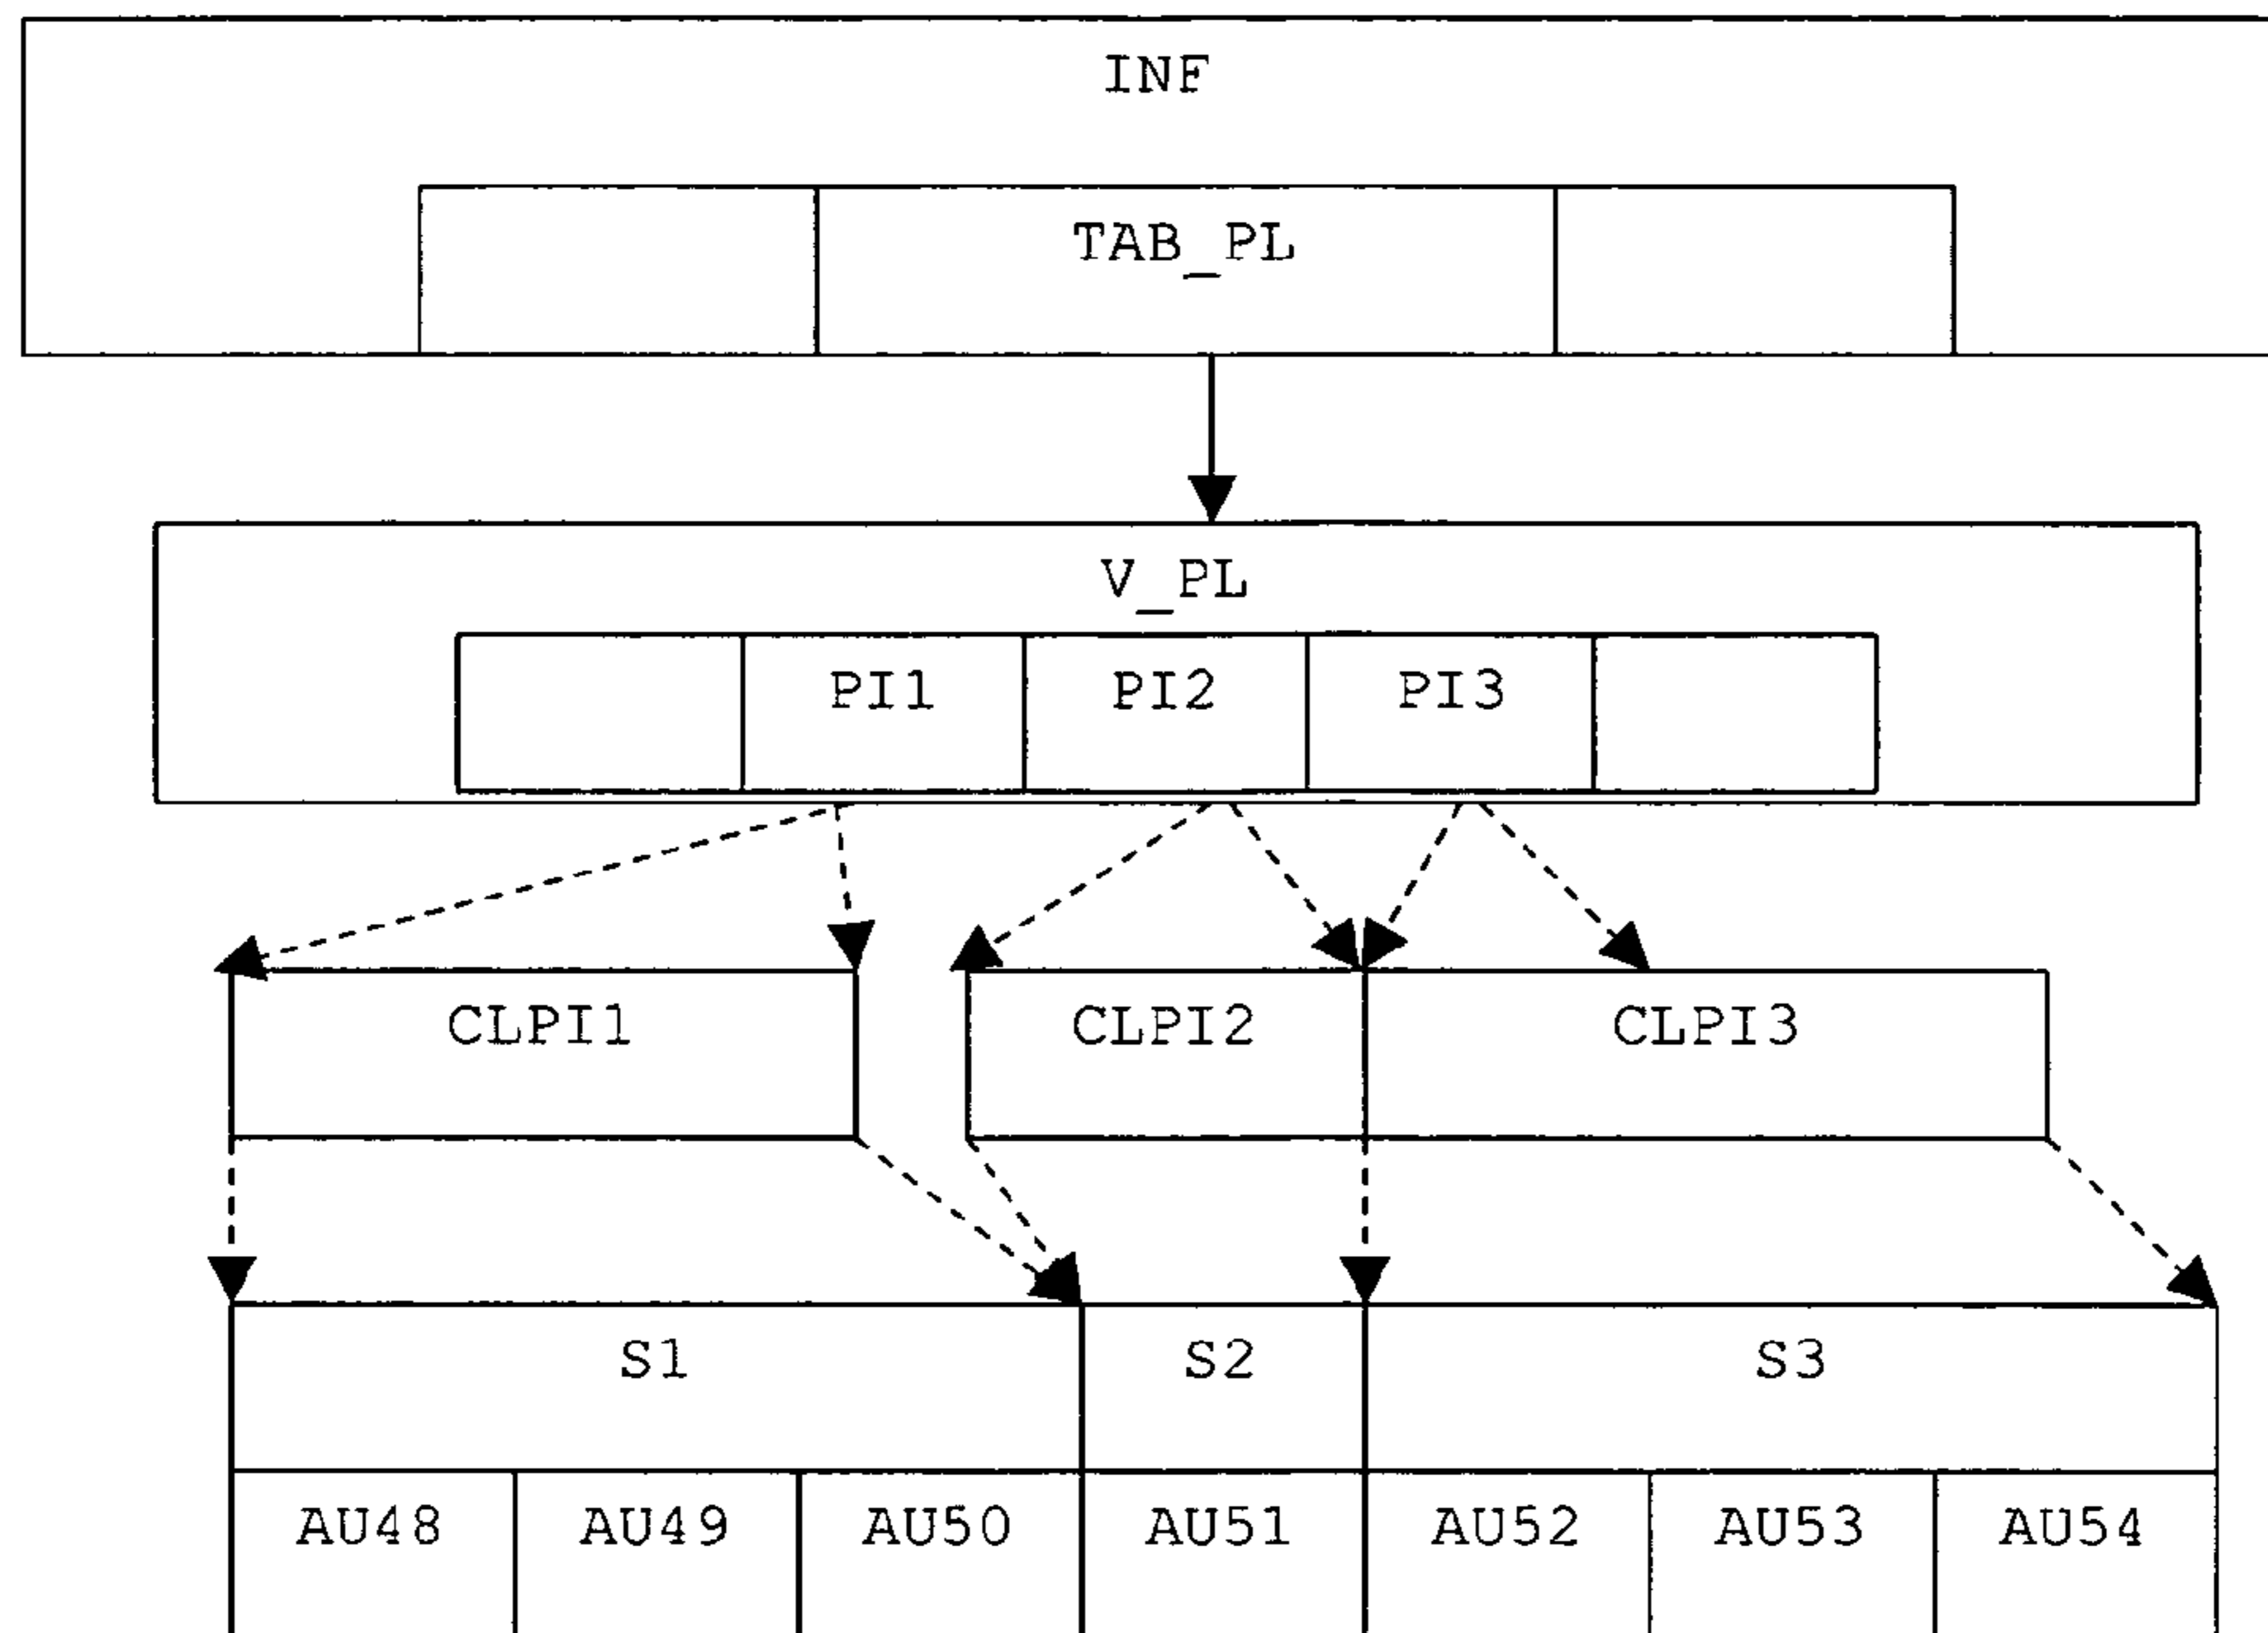 INF
TAB_PL
V_PL
PI1 PI2 PI3
CLPI1 CLPI2 CLPI3
S1 S2 S3
AU48 AU49 AU50 AU51 AU52 AU53 AU54